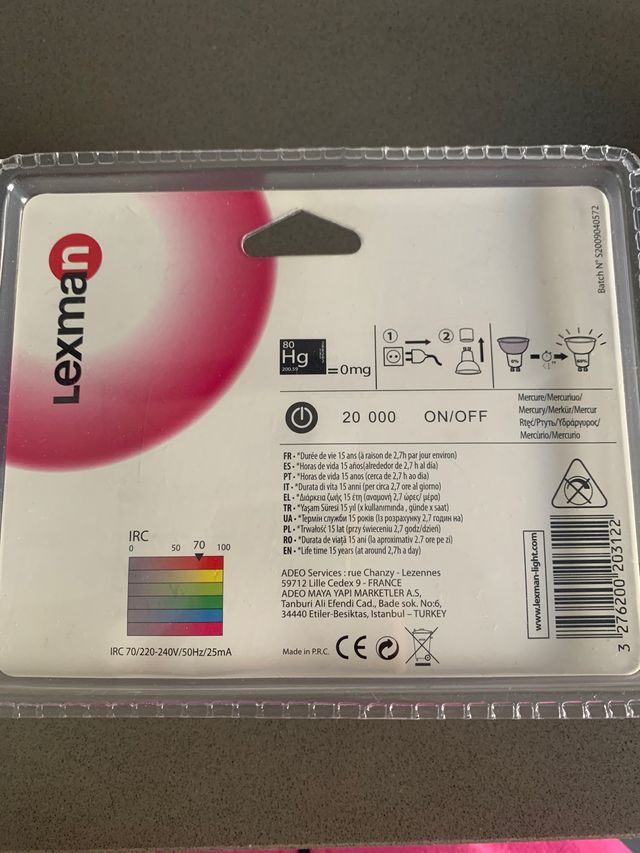 Lexman
Batch N° S2009040572
80
Hg
200.59
=0mg
1
2
20 000 ON/OFF
Mercure/Mercuriuo/
Mercury/Merkür/Mercur
Rtęć/Ртуть/Υδράργυρος/
Mercúrio/Mercurio
FR - *Durée de vie 15 ans (à raison de 2,7h par jour environ)
ES - *Horas de vida 15 años(alrededor de 2,7 h al día)
PT - *Horas de vida 15 anos (cerca de 2,7 h ao dia)
IT - *Durata di vita 15 anni (per circa 2,7 ore al giorno)
EL - *Διάρκεια ζωής 15 έτη (αναμονή 2,7 ώρες/ μέρα)
TR - *Yaşam Süresi 15 yıl (x kullanımında , günde x saat)
UA - *Термін служби 15 років (Із розрахунку 2,7 годин на)
PL - *Trwałość 15 lat (przy świeceniu 2,7 godz/dzień)
RO - *Durata de viaţă 15 ani (la aproximativ 2.7 ore pe zi)
EN - *Life time 15 years (at around 2,7h a day)
IRC
0 50 70 100
IRC 70/220-240V/50Hz/25mA
ADEO Services : rue Chanzy - Lezennes
59712 Lille Cedex 9 - FRANCE
ADEO MAYA YAPI MARKETLER A.S,
Tanburi Ali Efendi Cad., Bade sok. No:6,
34440 Etiler-Besiktas, Istanbul – TURKEY
Made in P.R.C.
CE
www.lexman-light.com
3 276200 203122